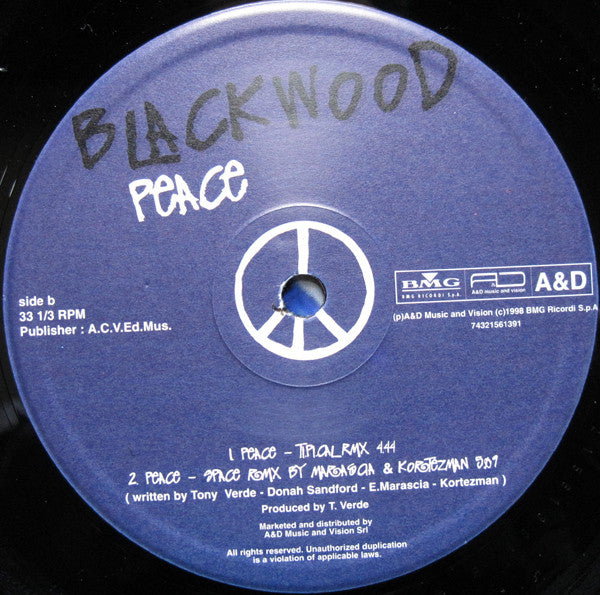 BLACKWOOD
PEACE
side b
33 1/3 RPM
Publisher : A.C.V.Ed.Mus.
BMG
BMG RICORDI S.p.A.
A&D
A&D music and vision
A&D
(p)A&D Music and Vision (c)1998 BMG Ricordi S.p.A
74321561391
1. PEACE - TIPICAL RMX 4.44
2. PEACE - SPACE REMIX BY MARASCIA & KORTEZMAN 5.09
( written by Tony Verde - Donah Sandford - E.Marascia - Kortezman )
Produced by T. Verde
Marketed and distributed by
A&D Music and Vision Srl
All rights reserved. Unauthorized duplication
is a violation of applicable laws.